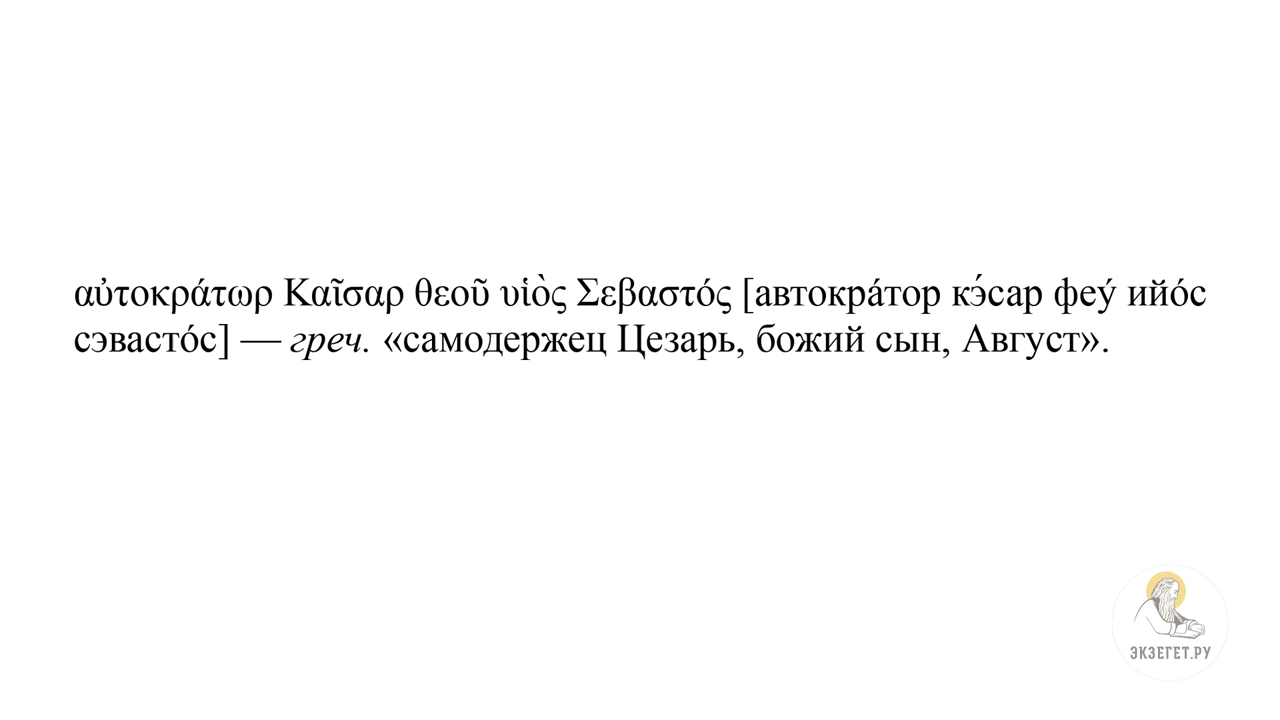 αὐτοκράτωρ Καῖσαρ θεοῦ υἱὸς Σεβαστός [автокра́тор кэ́сар феу́ ийо́с
сэвасто́с] — греч. «самодержец Цезарь, божий сын, Август».
ЭКЗЕГЕТ.РУ